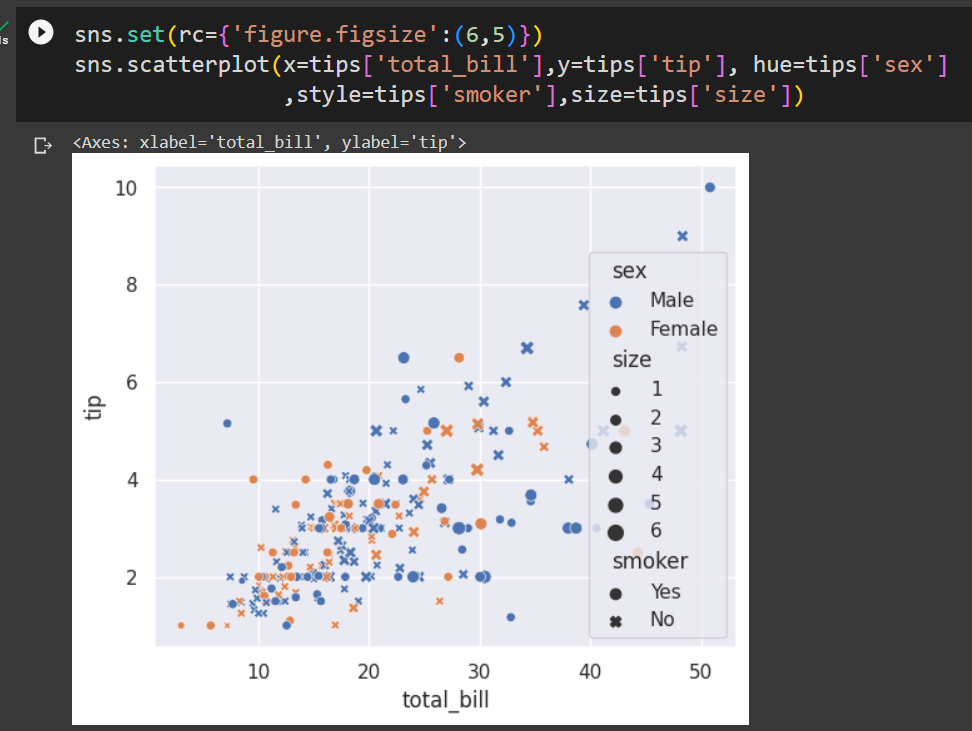 sns.set(rc={'figure.figsize':(6,5)})
sns.scatterplot(x=tips['total_bill'],y=tips['tip'], hue=tips['sex']
,style=tips['smoker'],size=tips['size'])
<Axes: xlabel='total_bill', ylabel='tip'>
10
8
6
4
2
tip
sex
Male
Female
size
1
2
3
4
5
6
smoker
Yes
No
10 20 30 40 50
total_bill